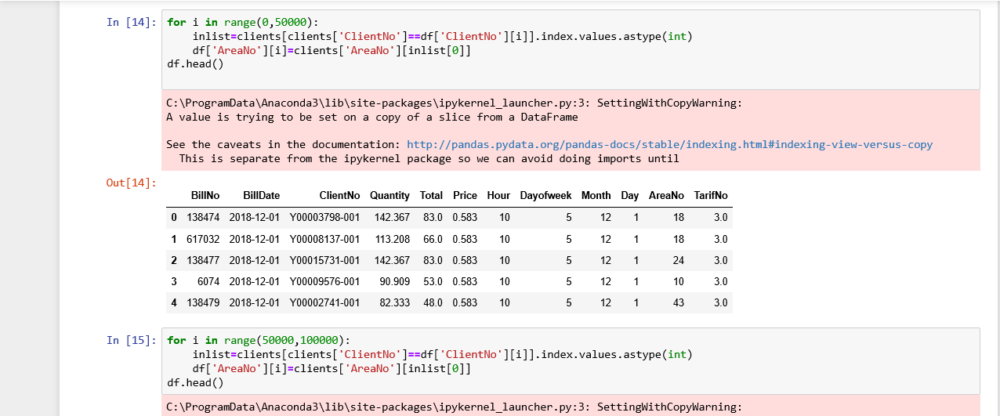 In [14]: for i in range(0,50000):
    inlist=clients[clients['ClientNo']==df['ClientNo'][i]].index.values.astype(int)
    df['AreaNo'][i]=clients['AreaNo'][inlist[0]]
df.head()
C:\ProgramData\Anaconda3\lib\site-packages\ipykernel_launcher.py:3: SettingWithCopyWarning:
A value is trying to be set on a copy of a slice from a DataFrame
See the caveats in the documentation: http://pandas.pydata.org/pandas-docs/stable/indexing.html#indexing-view-versus-copy
  This is separate from the ipykernel package so we can avoid doing imports until
Out[14]:
BillNo BillDate ClientNo Quantity Total Price Hour Dayofweek Month Day AreaNo TarifNo
0 138474 2018-12-01 Y00003798-001 142.367 83.0 0.583 10 5 12 1 18 3.0
1 617032 2018-12-01 Y00008137-001 113.208 66.0 0.583 10 5 12 1 18 3.0
2 138477 2018-12-01 Y00015731-001 142.367 83.0 0.583 10 5 12 1 24 3.0
3 6074 2018-12-01 Y00009576-001 90.909 53.0 0.583 10 5 12 1 10 3.0
4 138479 2018-12-01 Y00002741-001 82.333 48.0 0.583 10 5 12 1 43 3.0
In [15]: for i in range(50000,100000):
    inlist=clients[clients['ClientNo']==df['ClientNo'][i]].index.values.astype(int)
    df['AreaNo'][i]=clients['AreaNo'][inlist[0]]
df.head()
C:\ProgramData\Anaconda3\lib\site-packages\ipykernel_launcher.py:3: SettingWithCopyWarning: